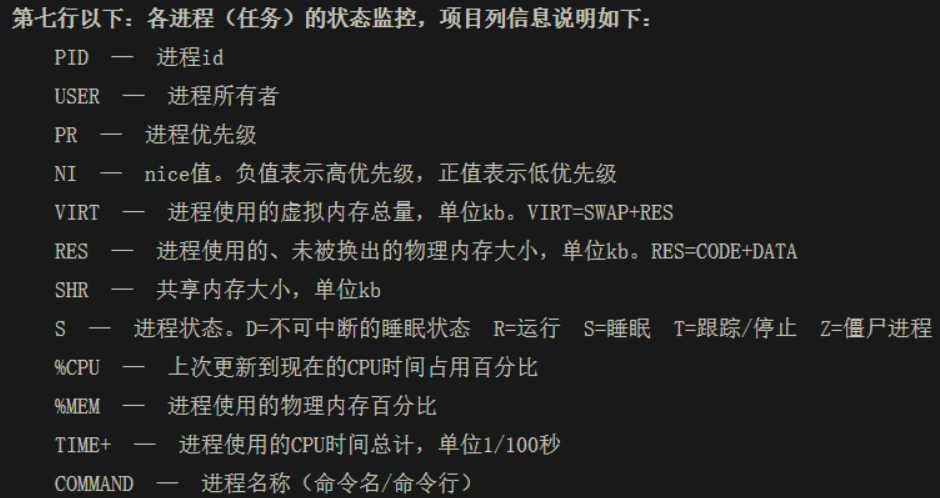 第七行以下：各进程（任务）的状态监控，项目列信息说明如下：
PID — 进程id
USER — 进程所有者
PR — 进程优先级
NI — nice值。负值表示高优先级，正值表示低优先级
VIRT — 进程使用的虚拟内存总量，单位kb。VIRT=SWAP+RES
RES — 进程使用的、未被换出的物理内存大小，单位kb。RES=CODE+DATA
SHR — 共享内存大小，单位kb
S — 进程状态。D=不可中断的睡眠状态 R=运行 S=睡眠 T=跟踪/停止 Z=僵尸进程
%CPU — 上次更新到现在的CPU时间占用百分比
%MEM — 进程使用的物理内存百分比
TIME+ — 进程使用的CPU时间总计，单位1/100秒
COMMAND — 进程名称（命令名/命令行）